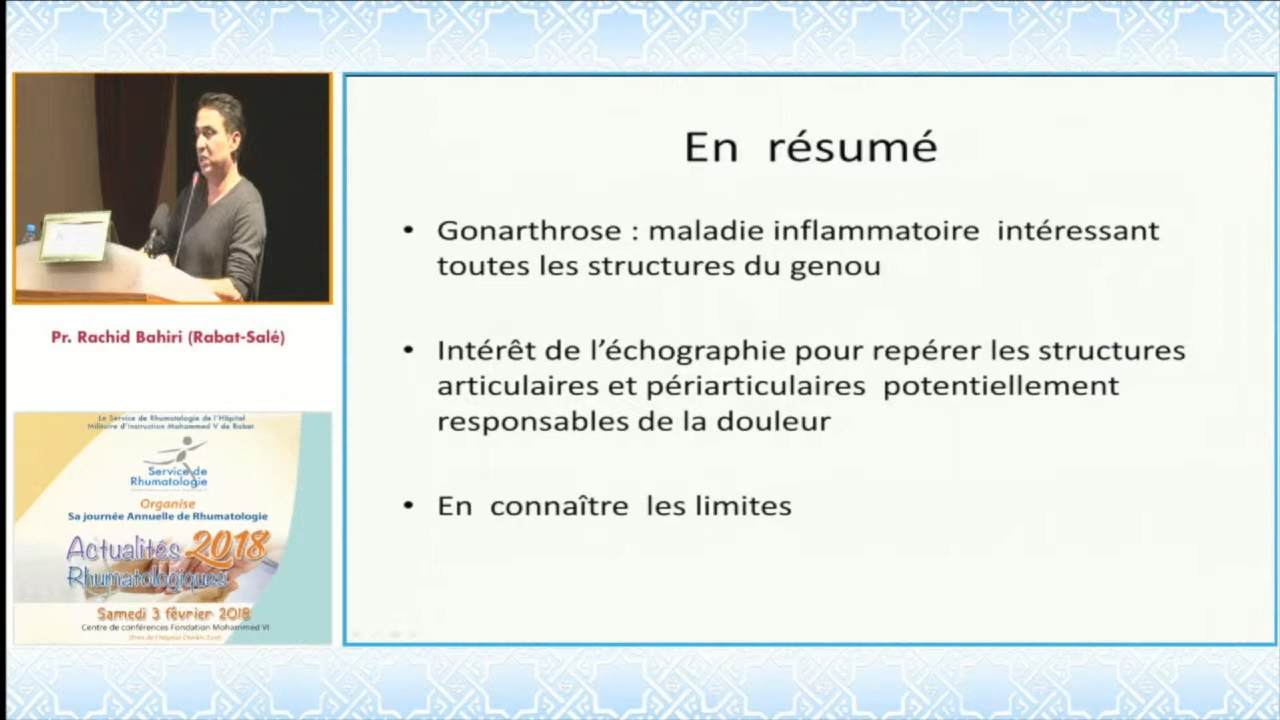 En résumé
• Gonarthrose : maladie inflammatoire intéressant
toutes les structures du genou
• Intérêt de l’échographie pour repérer les structures
articulaires et périarticulaires potentiellement
responsables de la douleur
• En connaître les limites
Pr. Rachid Bahiri (Rabat-Salé)
Le Service de Rhumatologie de l'Hôpital
Militaire d'instruction Mohammed V de Rabat
Service de
Rhumatologie
Organise
Sa journée Annuelle de Rhumatologie
Actualités 2018
Rhumatologiques
Samedi 3 février 2018
Centre de conférences Fondation Mohammed VI